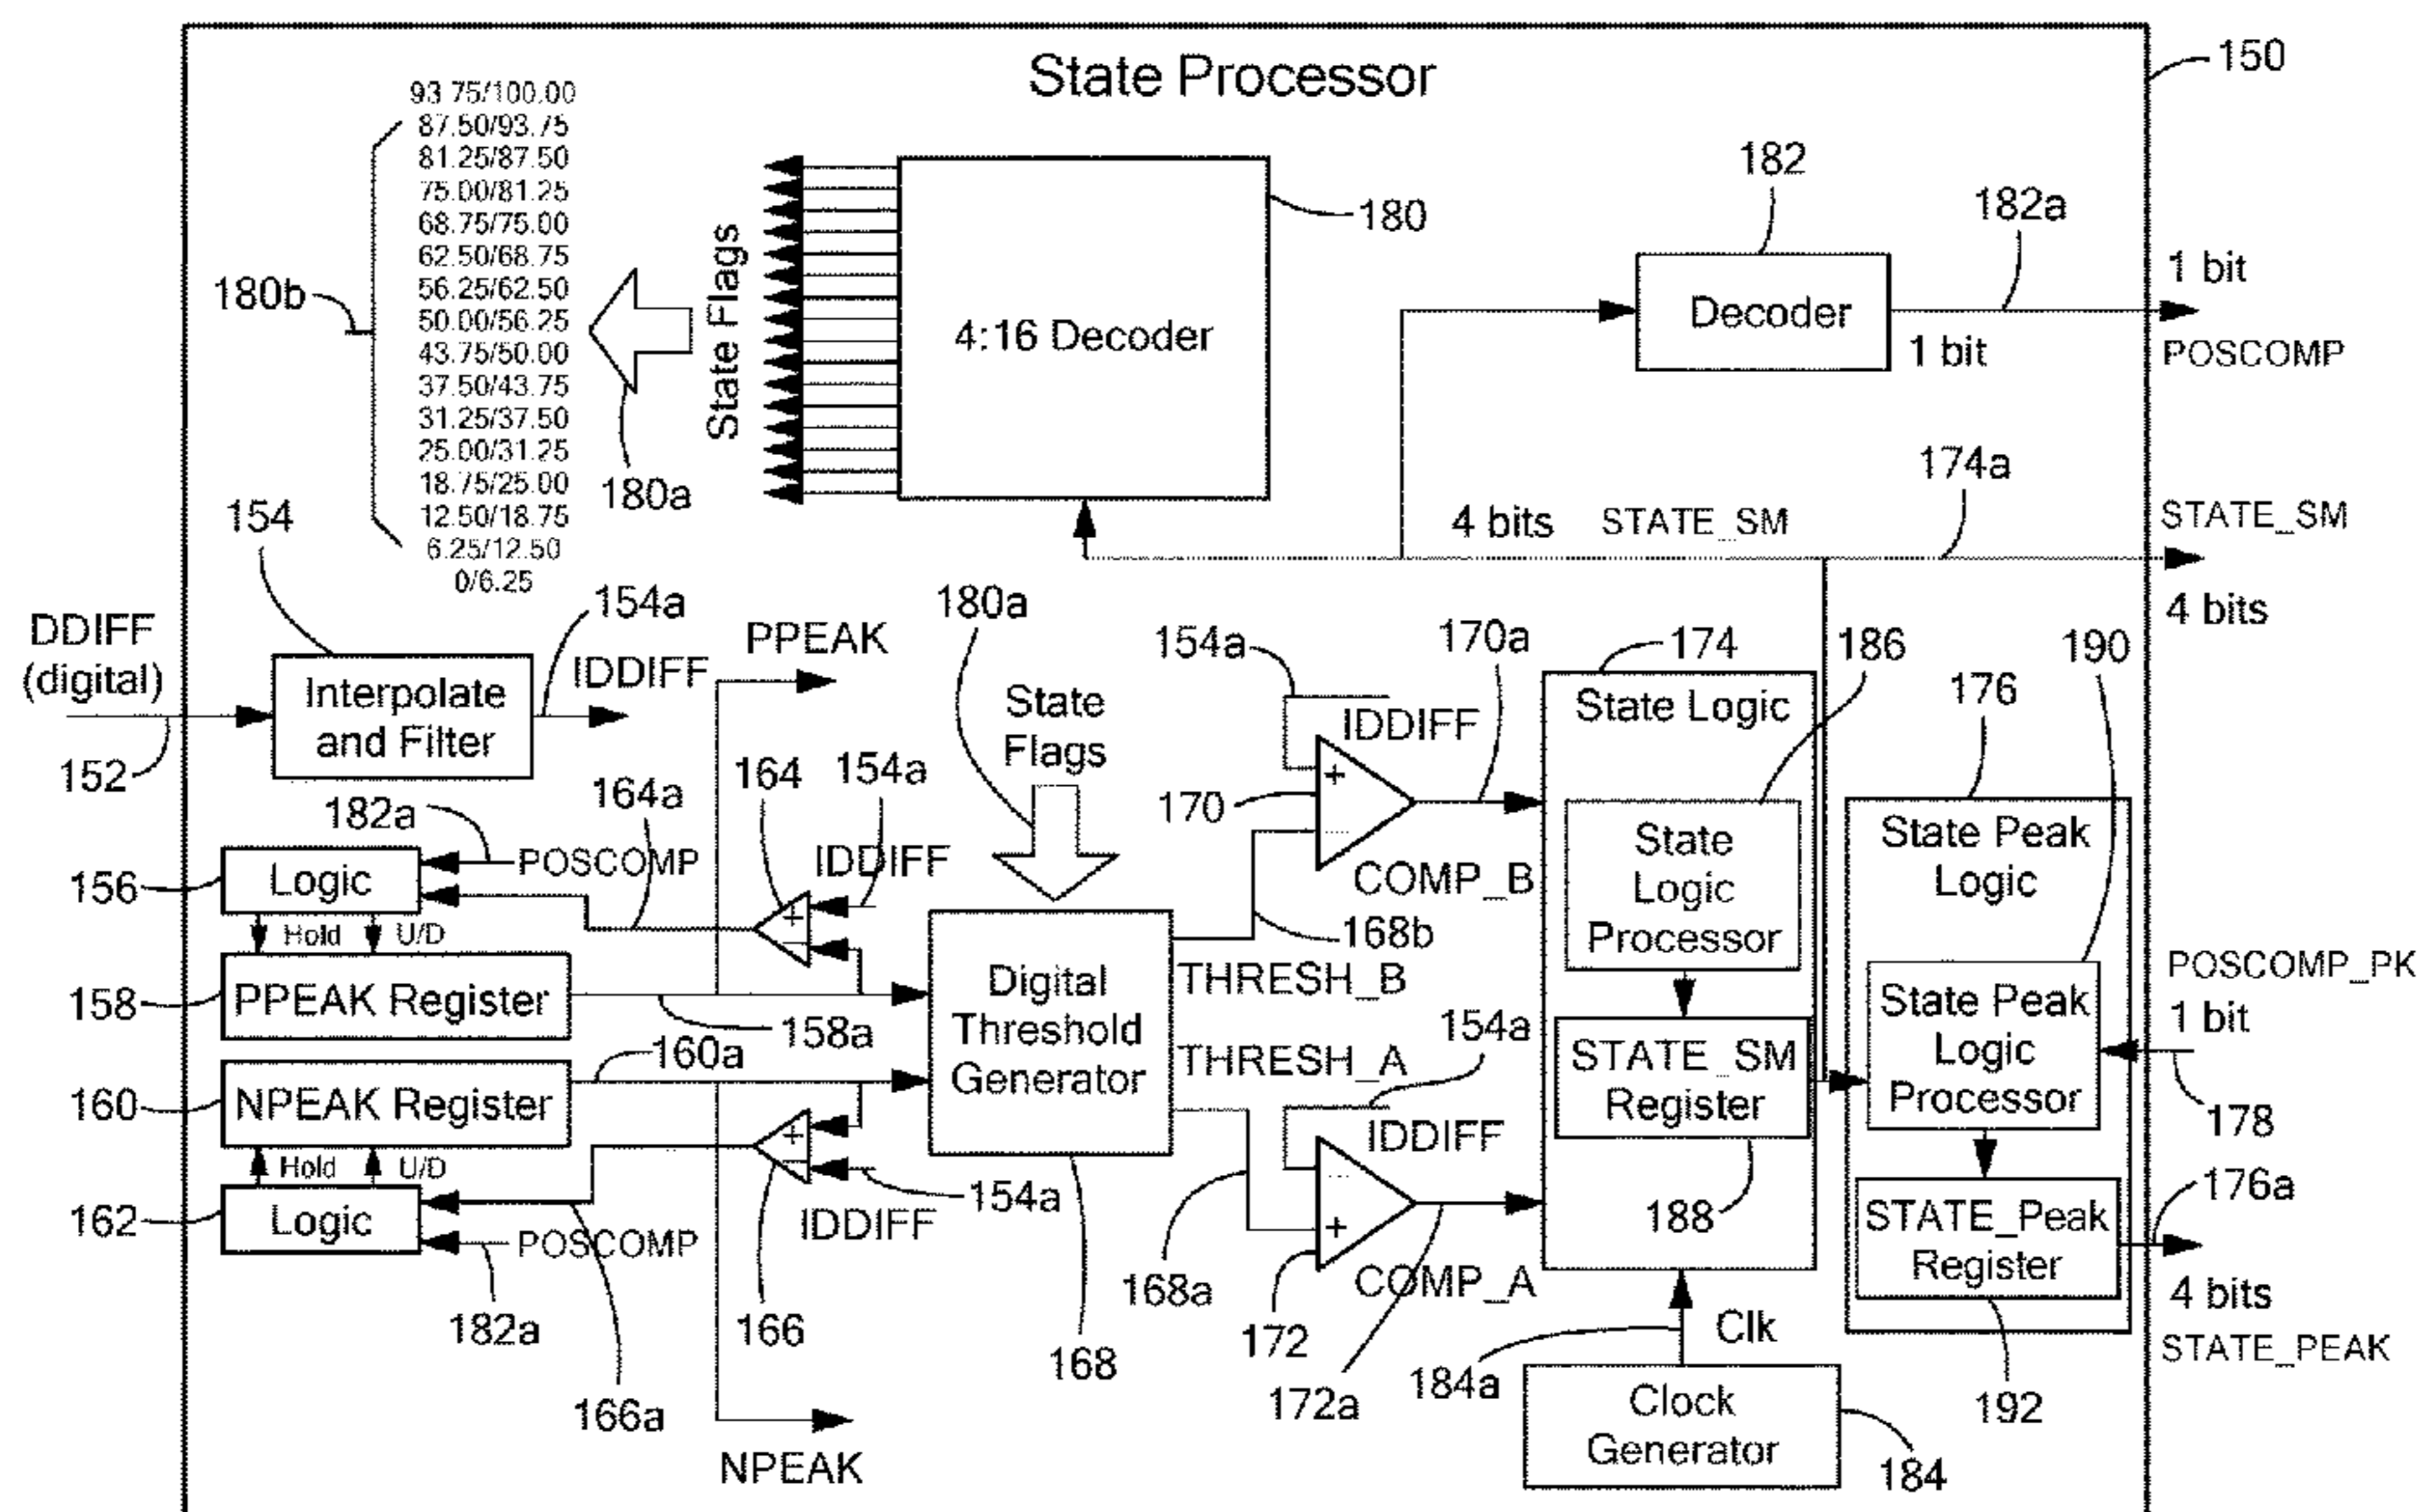 State Processor
150
93.75/100.00
87.50/93.75
81.25/87.50
75.00/81.25
68.75/75.00
62.50/68.75
56.25/62.50
50.00/56.25
43.75/50.00
37.50/43.75
31.25/37.50
25.00/31.25
18.75/25.00
12.50/18.75
6.25/12.50
0/6.25
180b
180a
State Flags
4:16 Decoder
180
182
Decoder
182a
1 bit
1 bit
POSCOMP
174a
4 bits
STATE_SM
STATE_SM
4 bits
154
DDIFF
(digital)
152
Interpolate
and Filter
154a
IDDIFF
PPEAK
180a
State
Flags
182a
POSCOMP
164a
164
154a
IDDIFF
156
Logic
Hold
U/D
158
PPEAK Register
158a
160a
160
NPEAK Register
Hold
U/D
162
Logic
182a
POSCOMP
166a
166
+
−
+
−
154a
IDDIFF
NPEAK
Digital
Threshold
Generator
168
THRESH_B
168b
THRESH_A
168a
154a
IDDIFF
170
+
170a
COMP_B
154a
IDDIFF
+
172
172a
COMP_A
174
State Logic
186
State
Logic
Processor
STATE_SM
Register
188
184a
Clk
Clock
Generator
184
190
176
State Peak
Logic
State Peak
Logic
Processor
POSCOMP_PK
1 bit
178
STATE_Peak
Register
192
176a
4 bits
STATE_PEAK